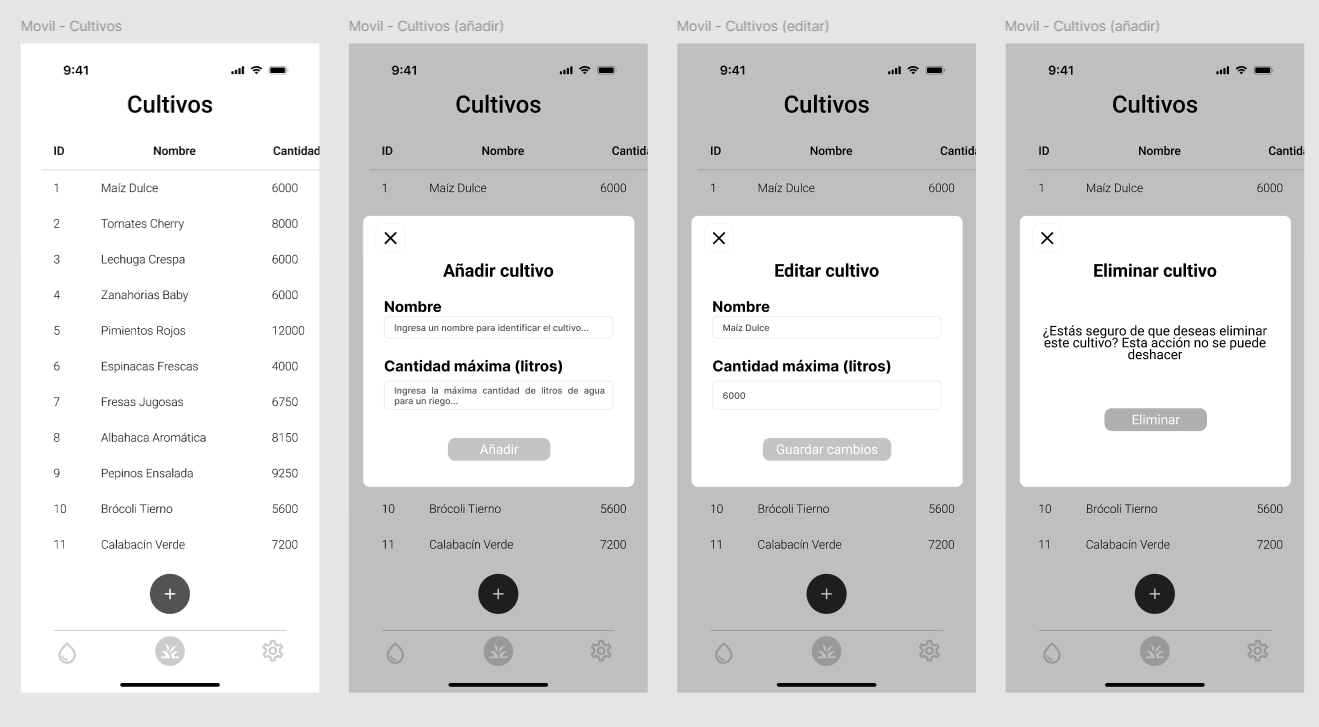 Movil - Cultivos
9:41
Cultivos
ID Nombre Cantidad
1 Maíz Dulce 6000
2 Tomates Cherry 8000
3 Lechuga Crespa 6000
4 Zanahorias Baby 6000
5 Pimientos Rojos 12000
6 Espinacas Frescas 4000
7 Fresas Jugosas 6750
8 Albahaca Aromática 8150
9 Pepinos Ensalada 9250
10 Brócoli Tierno 5600
11 Calabacín Verde 7200
+
Movil - Cultivos (añadir)
9:41
Cultivos
ID Nombre Cantid
1 Maíz Dulce 6000
Añadir cultivo
Nombre
Ingresa un nombre para identificar el cultivo...
Cantidad máxima (litros)
Ingresa la máxima cantidad de litros de agua
para un riego...
Añadir
10 Brócoli Tierno 5600
11 Calabacín Verde 7200
+
Movil - Cultivos (editar)
9:41
Cultivos
ID Nombre Cantid
1 Maíz Dulce 6000
Editar cultivo
Nombre
Maíz Dulce
Cantidad máxima (litros)
6000
Guardar cambios
10 Brócoli Tierno 5600
11 Calabacín Verde 7200
+
Movil - Cultivos (añadir)
9:41
Cultivos
ID Nombre Cantid
1 Maíz Dulce 6000
Eliminar cultivo
¿Estás seguro de que deseas eliminar
este cultivo? Esta acción no se puede
deshacer
Eliminar
10 Brócoli Tierno 5600
11 Calabacín Verde 7200
+